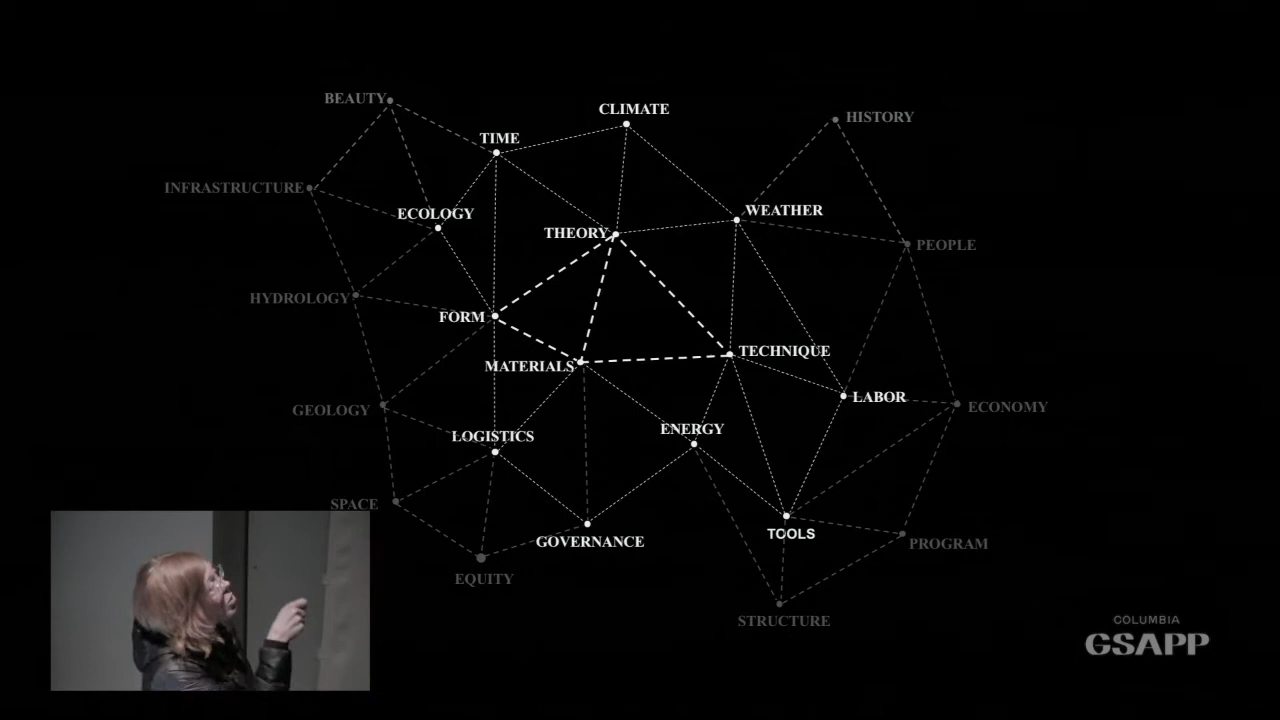 BEAUTY
CLIMATE
HISTORY
TIME
INFRASTRUCTURE
ECOLOGY
WEATHER
THEORY
PEOPLE
HYDROLOGY
FORM
TECHNIQUE
MATERIALS
LABOR
ECONOMY
GEOLOGY
ENERGY
LOGISTICS
SPACE
TOOLS
GOVERNANCE
PROGRAM
EQUITY
STRUCTURE
COLUMBIA
GSAPP